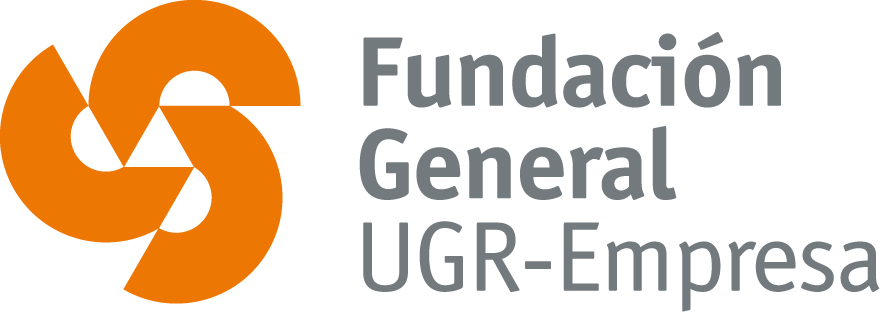 Fundación
General
UGR-Empresa